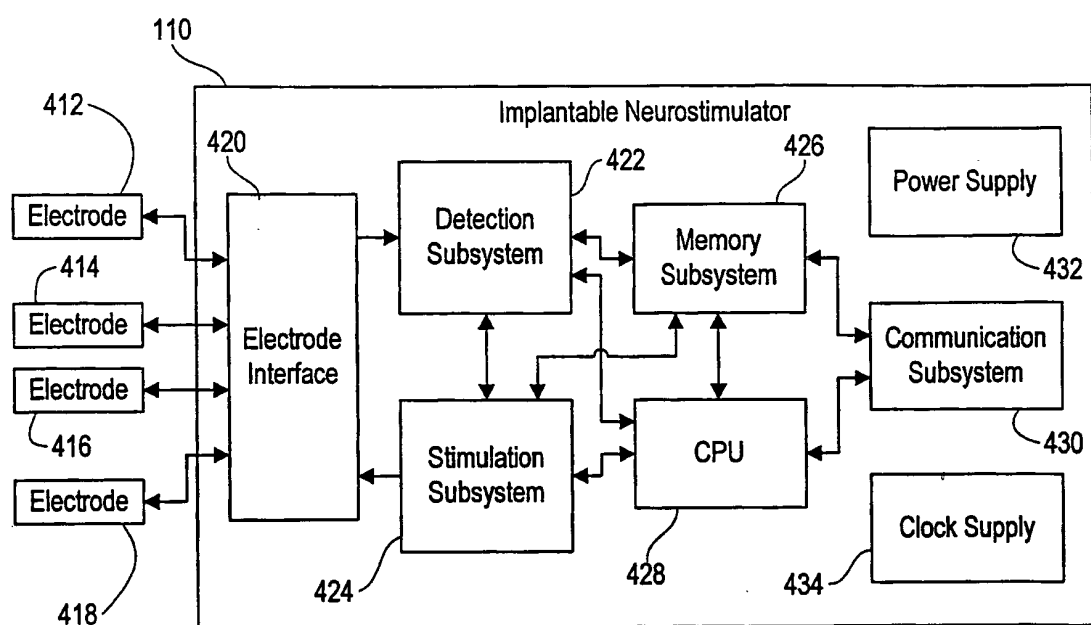 110
412
Implantable Neurostimulator
420
422
426
Power Supply
432
Electrode
414
Electrode
Electrode
416
Electrode
418
Electrode
Interface
Detection
Subsystem
Memory
Subsystem
Communication
Subsystem
430
Stimulation
Subsystem
424
CPU
428
Clock Supply
434